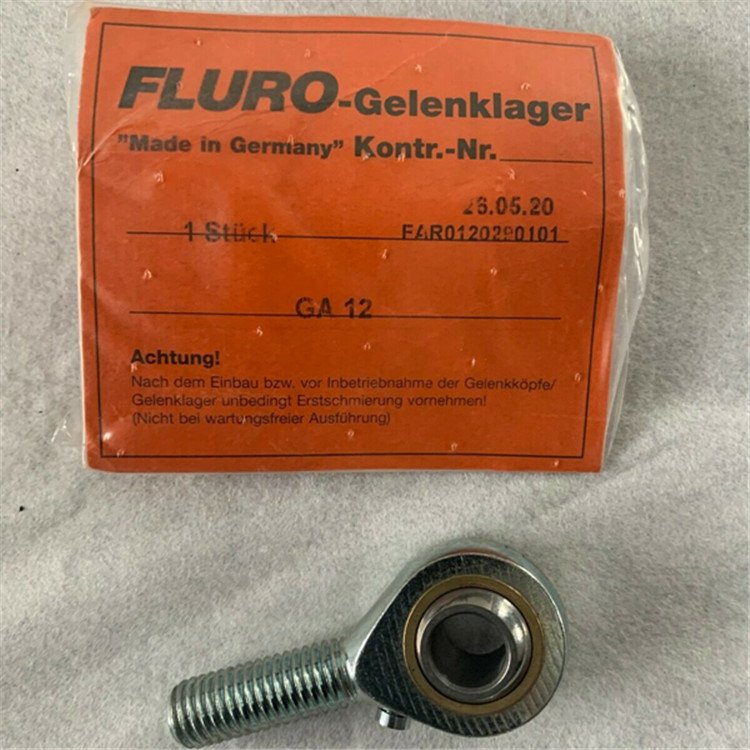 FLURO-Gelenklager
"Made in Germany" Kontr.-Nr.
26.05.20
1 Stück FAR0120290101
GA 12
Achtung!
Nach dem Einbau bzw. vor Inbetriebnahme der Gelenkköpfe/
Gelenklager unbedingt Erstschmierung vornehmen!
(Nicht bei wartungsfreier Ausführung)